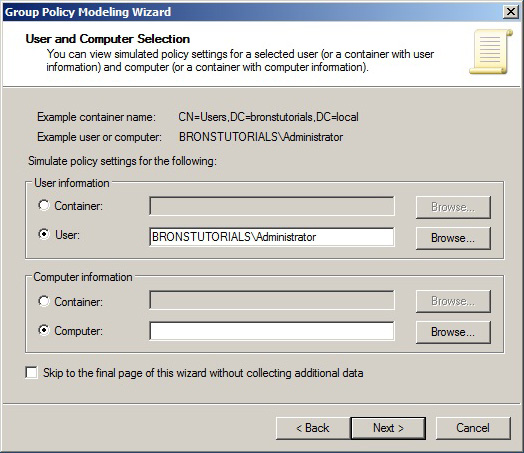 Group Policy Modeling Wizard
User and Computer Selection
You can view simulated policy settings for a selected user (or a container with user
information) and computer (or a container with computer information).
Example container name: CN=Users,DC=bronstutorials,DC=local
Example user or computer: BRONSTUTORIALS\Administrator
Simulate policy settings for the following:
User information
Container: Browse...
User: BRONSTUTORIALS\Administrator Browse...
Computer information
Container: Browse...
Computer: Browse...
Skip to the final page of this wizard without collecting additional data
< Back Next > Cancel